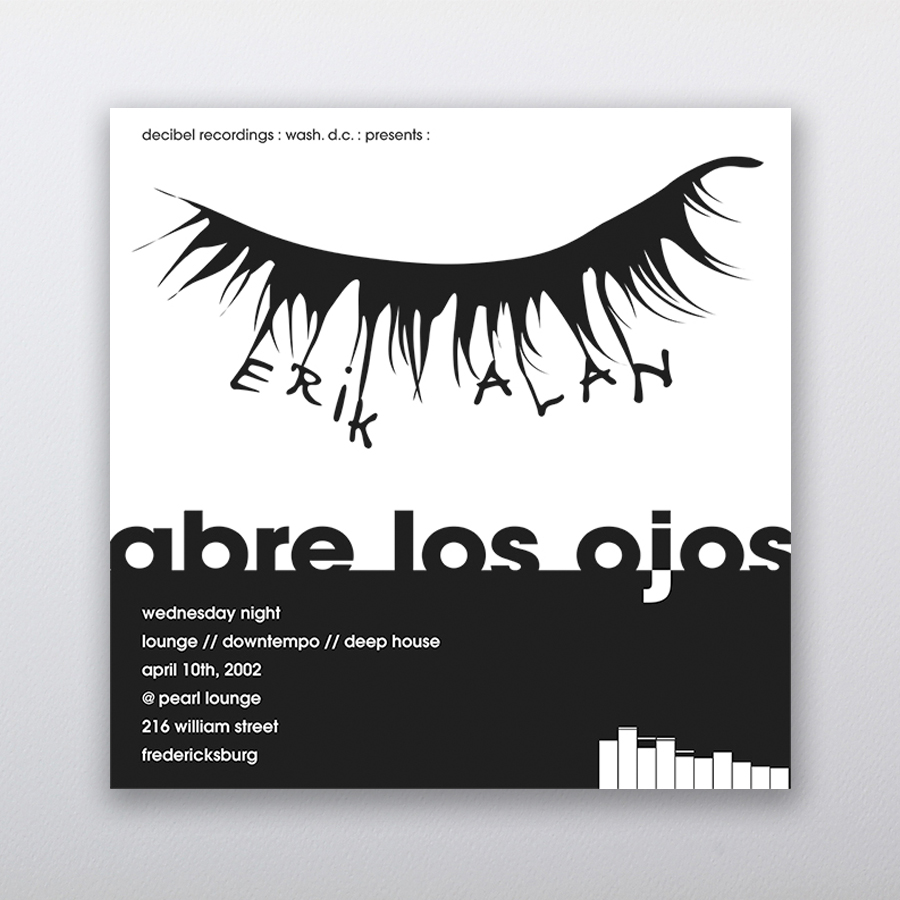 decibel recordings : wash. d.c. : presents :
ERiK ALAN
abre los ojos
wednesday night
lounge // downtempo // deep house
april 10th, 2002
@ pearl lounge
216 william street
fredericksburg